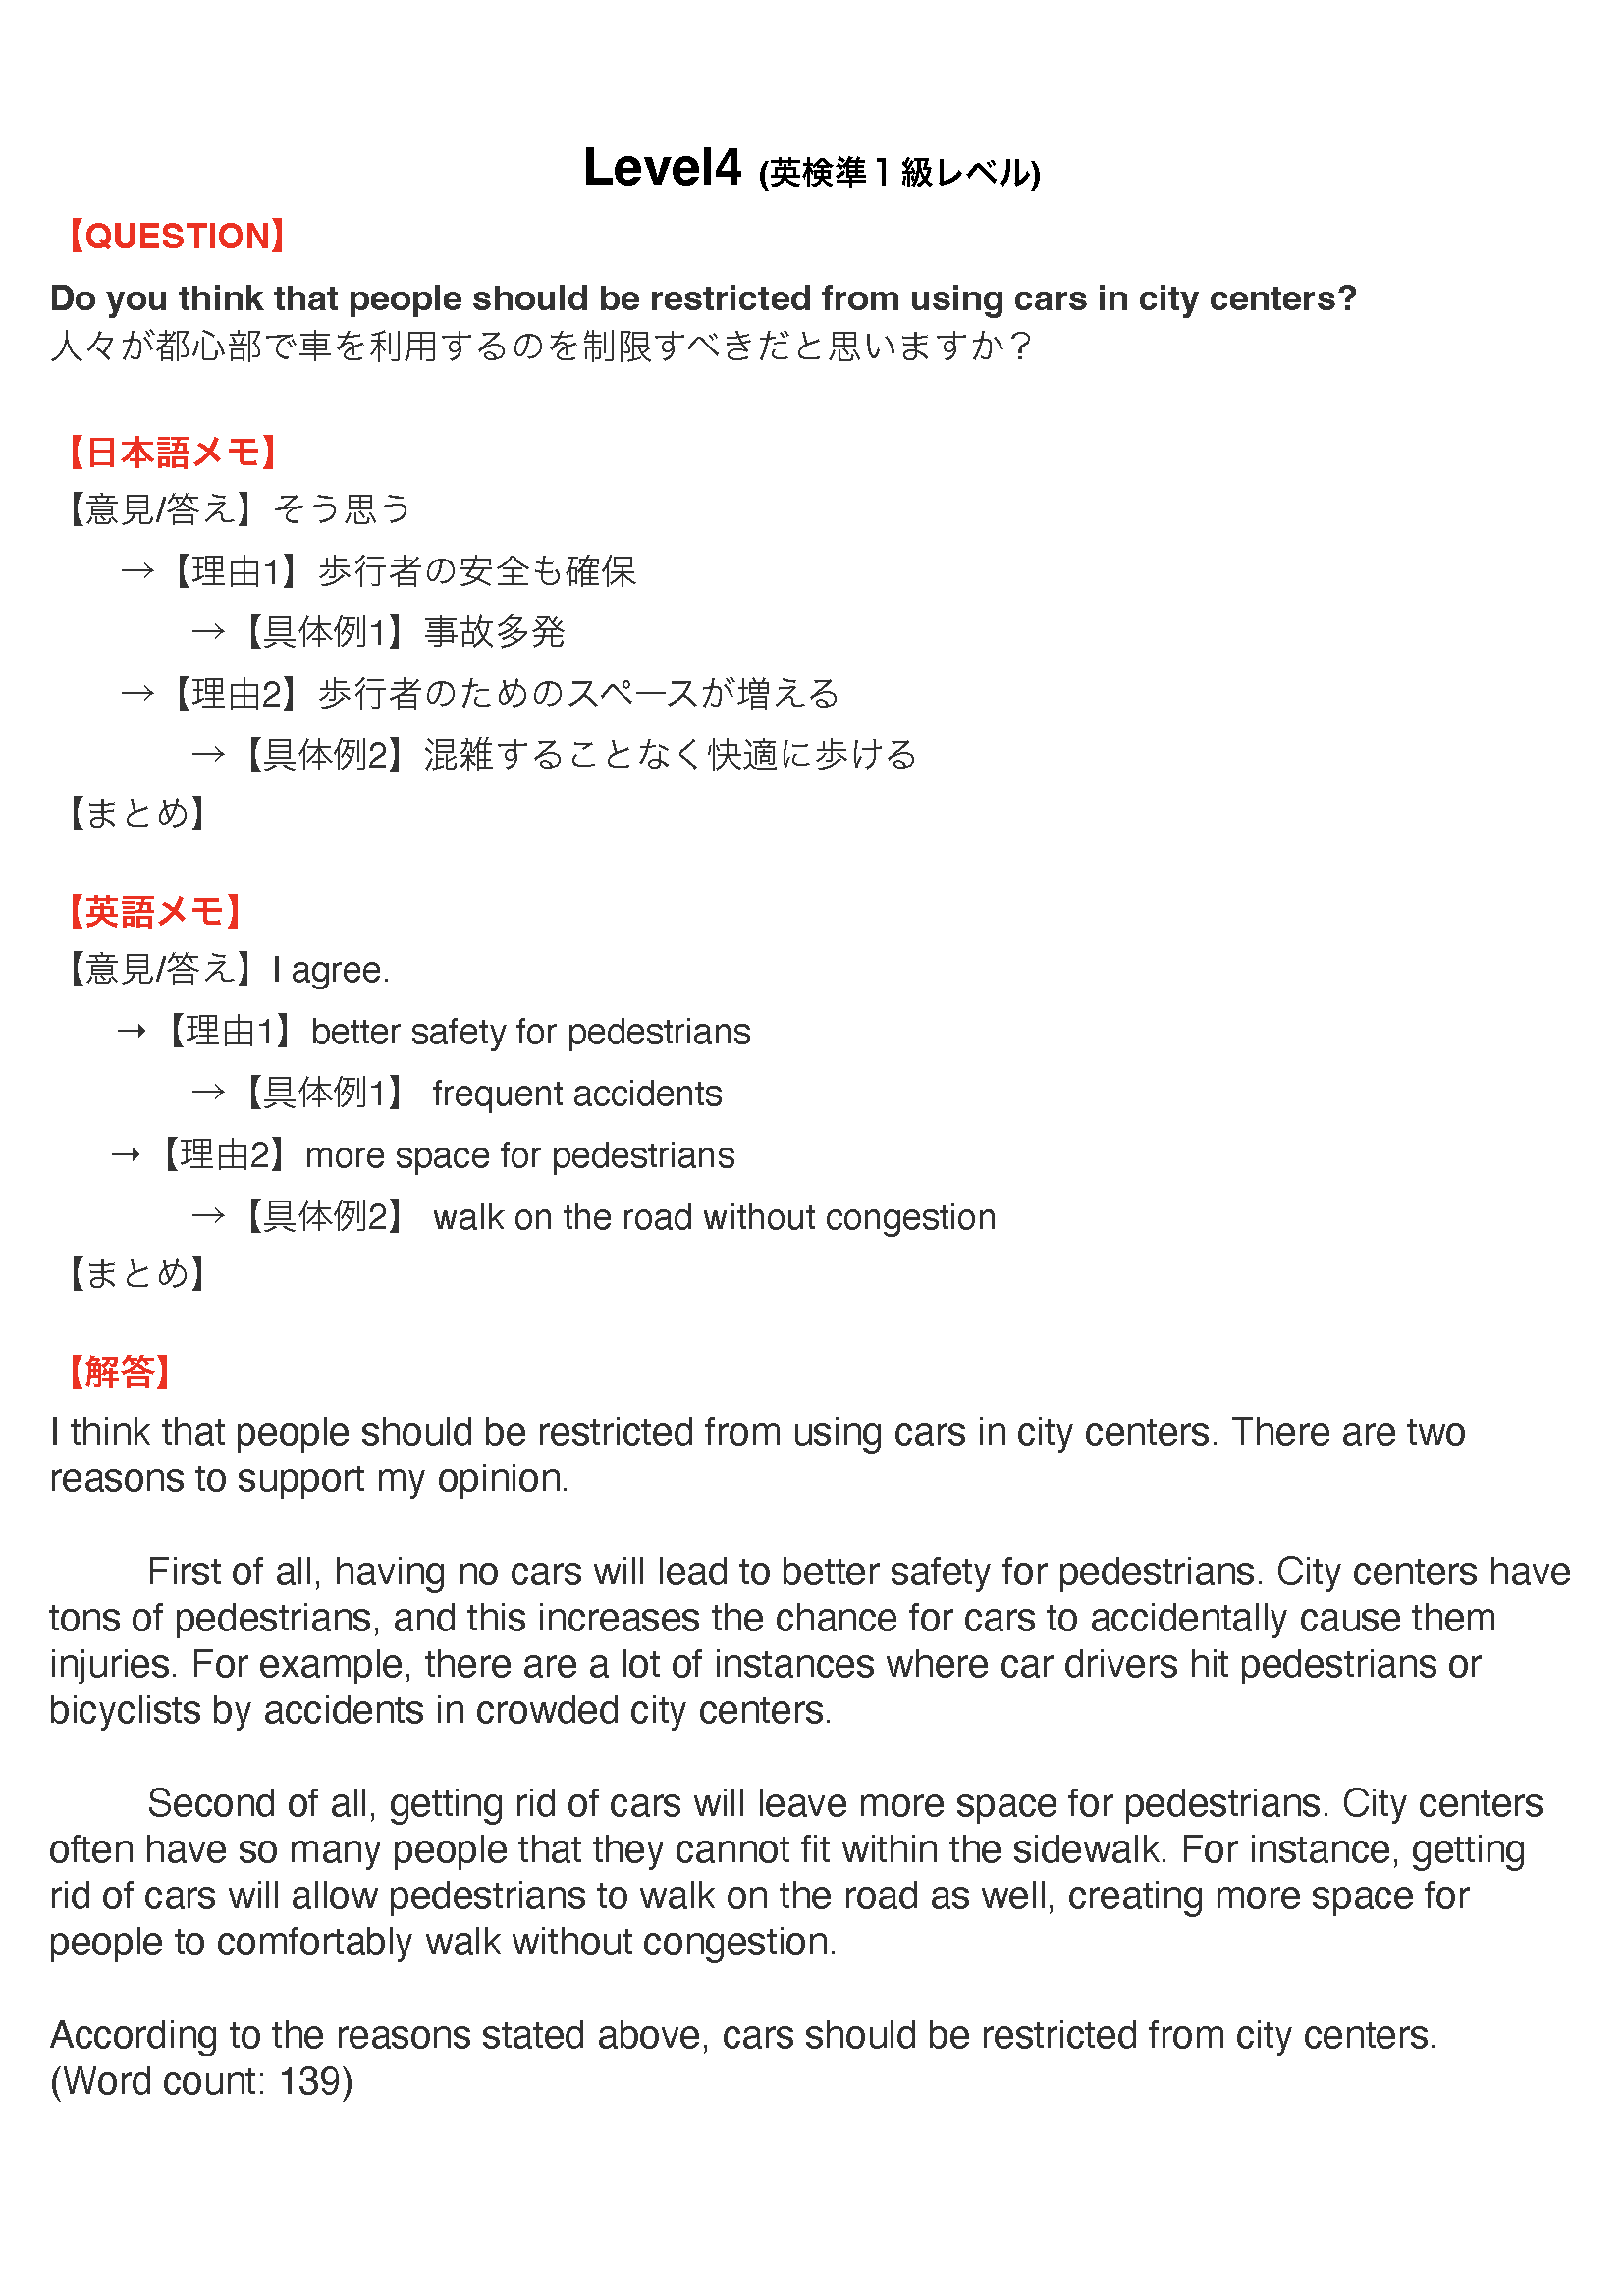 Level4 (英検準１級レベル)
【QUESTION】
Do you think that people should be restricted from using cars in city centers?
人々が都心部で車を利用するのを制限すべきだと思いますか？
【日本語メモ】
【意見/答え】そう思う
→【理由1】歩行者の安全も確保
→【具体例1】事故多発
→【理由2】歩行者のためのスペースが増える
→【具体例2】混雑することなく快適に歩ける
【まとめ】
【英語メモ】
【意見/答え】I agree.
→【理由1】better safety for pedestrians
→【具体例1】 frequent accidents
→【理由2】more space for pedestrians
→【具体例2】 walk on the road without congestion
【まとめ】
【解答】
I think that people should be restricted from using cars in city centers. There are two
reasons to support my opinion.
First of all, having no cars will lead to better safety for pedestrians. City centers have
tons of pedestrians, and this increases the chance for cars to accidentally cause them
injuries. For example, there are a lot of instances where car drivers hit pedestrians or
bicyclists by accidents in crowded city centers.
Second of all, getting rid of cars will leave more space for pedestrians. City centers
often have so many people that they cannot fit within the sidewalk. For instance, getting
rid of cars will allow pedestrians to walk on the road as well, creating more space for
people to comfortably walk without congestion.
According to the reasons stated above, cars should be restricted from city centers.
(Word count: 139)